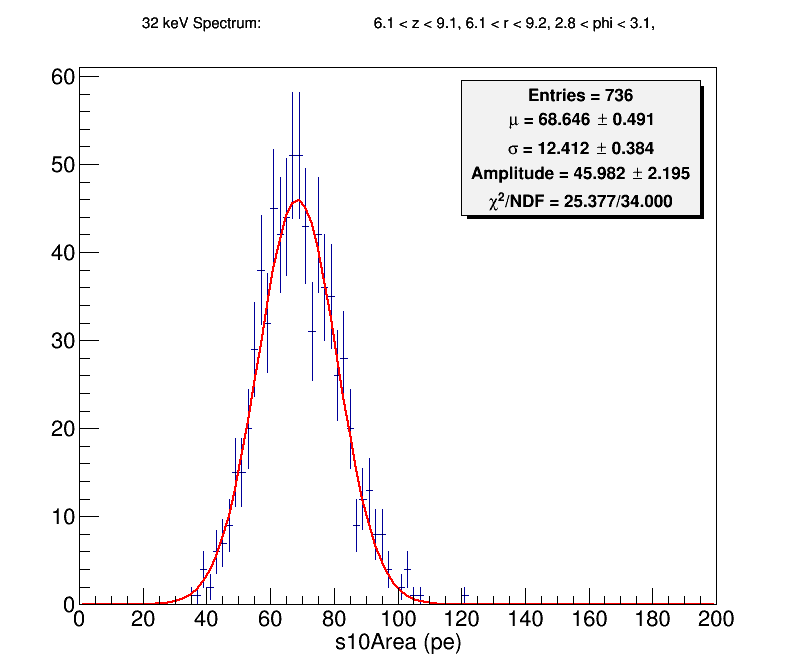 32 keV Spectrum: 6.1 < z < 9.1, 6.1 < r < 9.2, 2.8 < phi < 3.1,
Entries = 736
μ = 68.646 ± 0.491
σ = 12.412 ± 0.384
Amplitude = 45.982 ± 2.195
χ²/NDF = 25.377/34.000
60
50
40
30
20
10
0
0 20 40 60 80 100 120 140 160 180 200
s10Area (pe)